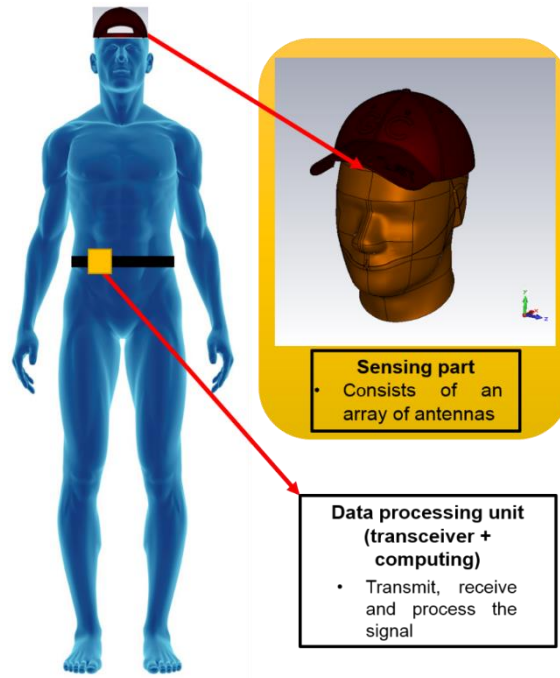 Sensing part
• Consists of an
array of antennas
Data processing unit
(transceiver +
computing)
• Transmit, receive
and process the
signal